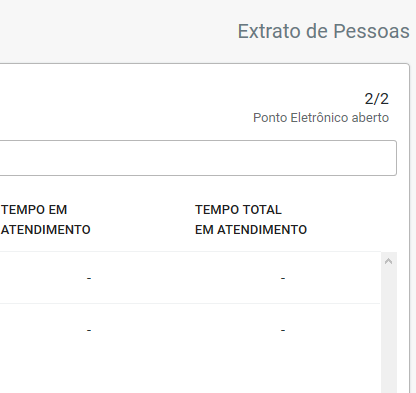 Extrato de Pessoas
2/2
Ponto Eletrônico aberto
TEMPO EM
ATENDIMENTO
TEMPO TOTAL
EM ATENDIMENTO
- -
- -